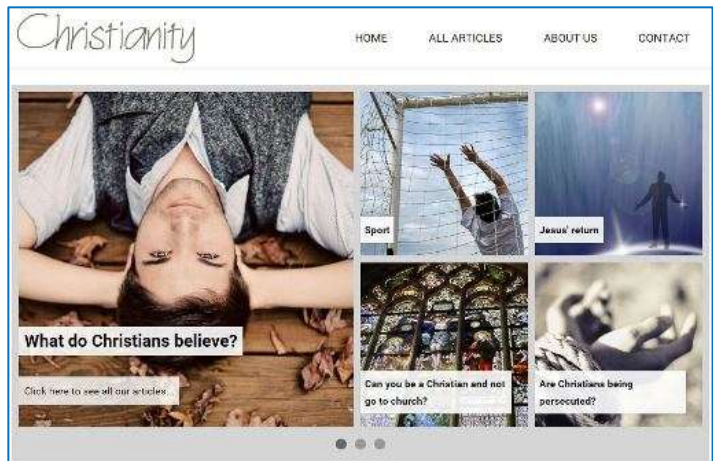 Christianity
HOME ALL ARTICLES ABOUT US CONTACT
What do Christians believe?
Click here to see all our articles...
Sport
Jesus' return
Can you be a Christian and not
go to church?
Are Christians being
persecuted?